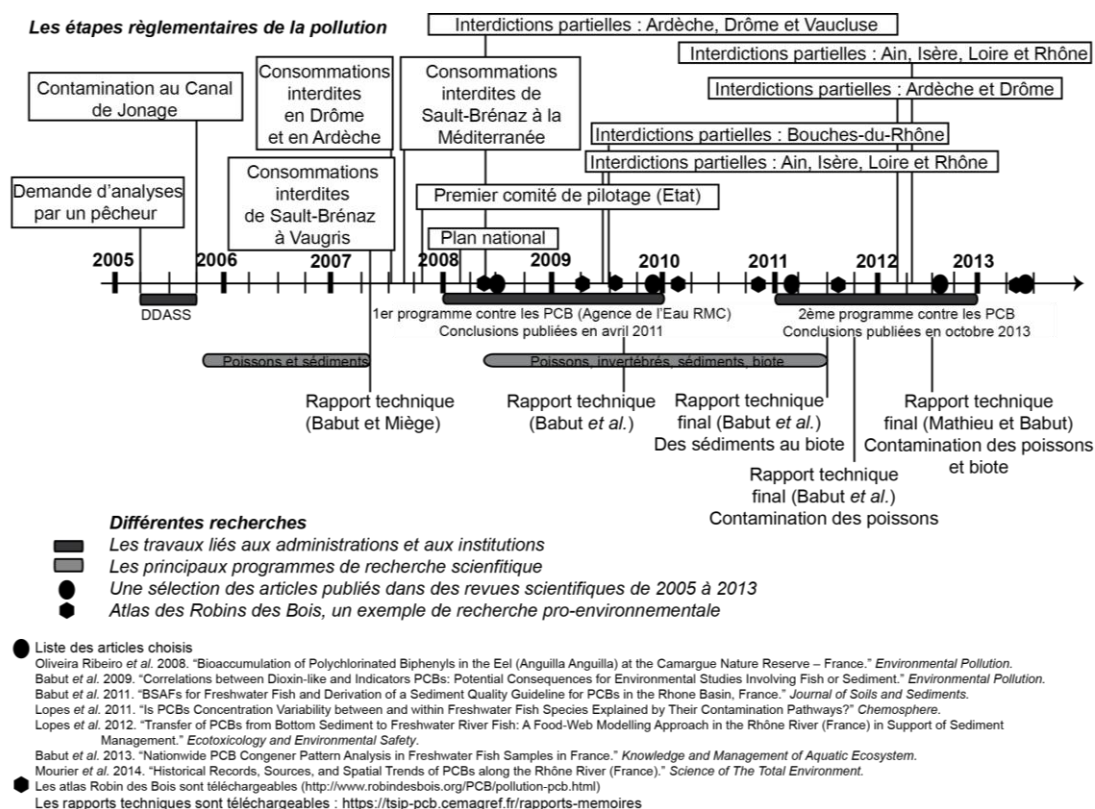 Les étapes règlementaires de la pollution
Interdictions partielles : Ardèche, Drôme et Vaucluse
Interdictions partielles : Ain, Isère, Loire et Rhône
Consommations
interdites
en Drôme
et en Ardèche
Consommations
interdites de
Sault-Brénaz à la
Méditerranée
Contamination au Canal
de Jonage
Interdictions partielles : Ardèche et Drôme
Interdictions partielles : Bouches-du-Rhône
Interdictions partielles : Ain, Isère, Loire et Rhône
Consommations
interdites
de Sault-Brénaz
à Vaugris
Demande d'analyses
par un pêcheur
Premier comité de pilotage (Etat)
Plan national
2005 2006 2007 2008 2009 2010 2011 2012 2013
DDASS
1er programme contre les PCB (Agence de l'Eau RMC)
Conclusions publiées en avril 2011
2ème programme contre les PCB
Conclusions publiées en octobre 2013
Poissons et sédiments
Poissons, invertébrés, sédiments, biote
Rapport technique
(Babut et Miège)
Rapport technique
(Babut et al.)
Rapport technique
final (Babut et al.)
Des sédiments au biote
Rapport technique
final (Mathieu et Babut)
Contamination des poissons
et biote
Rapport technique
final (Babut et al.)
Contamination des poissons
Différentes recherches
Les travaux liés aux administrations et aux institutions
Les principaux programmes de recherche scienfitique
Une sélection des articles publiés dans des revues scientifiques de 2005 à 2013
Atlas des Robins des Bois, un exemple de recherche pro-environnementale
Liste des articles choisis
Oliveira Ribeiro et al. 2008. “Bioaccumulation of Polychlorinated Biphenyls in the Eel (Anguilla Anguilla) at the Camargue Nature Reserve – France.” Environmental Pollution.
Babut et al. 2009. “Correlations between Dioxin-like and Indicators PCBs: Potential Consequences for Environmental Studies Involving Fish or Sediment.” Environmental Pollution.
Babut et al. 2011. “BSAFs for Freshwater Fish and Derivation of a Sediment Quality Guideline for PCBs in the Rhone Basin, France.” Journal of Soils and Sediments.
Lopes et al. 2011. “Is PCBs Concentration Variability between and within Freshwater Fish Species Explained by Their Contamination Pathways?” Chemosphere.
Lopes et al. 2012. “Transfer of PCBs from Bottom Sediment to Freshwater River Fish: A Food-Web Modelling Approach in the Rhône River (France) in Support of Sediment
Management.” Ecotoxicology and Environmental Safety.
Babut et al. 2013. “Nationwide PCB Congener Pattern Analysis in Freshwater Fish Samples in France.” Knowledge and Management of Aquatic Ecosystem.
Mourier et al. 2014. “Historical Records, Sources, and Spatial Trends of PCBs along the Rhône River (France).” Science of The Total Environment.
Les atlas Robin des Bois sont téléchargeables (http://www.robindesbois.org/PCB/pollution-pcb.html)
Les rapports techniques sont téléchargeables : https://tsip-pcb.cemagref.fr/rapports-memoires